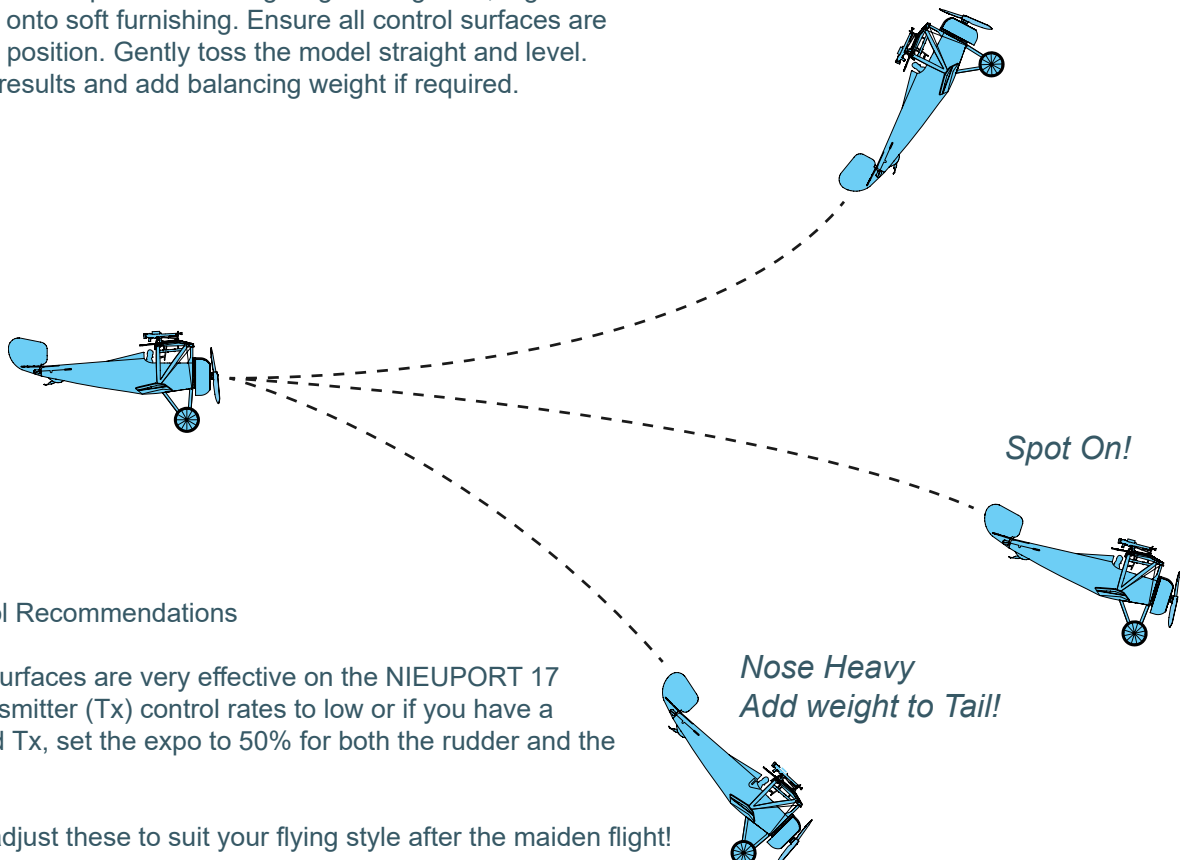 onto soft furnishing. Ensure all control surfaces are
position. Gently toss the model straight and level.
results and add balancing weight if required.
Spot On!
Recommendations
urfaces are very effective on the NIEUPORT 17
smitter (Tx) control rates to low or if you have a
Tx, set the expo to 50% for both the rudder and the
Nose Heavy
Add weight to Tail!
adjust these to suit your flying style after the maiden flight!